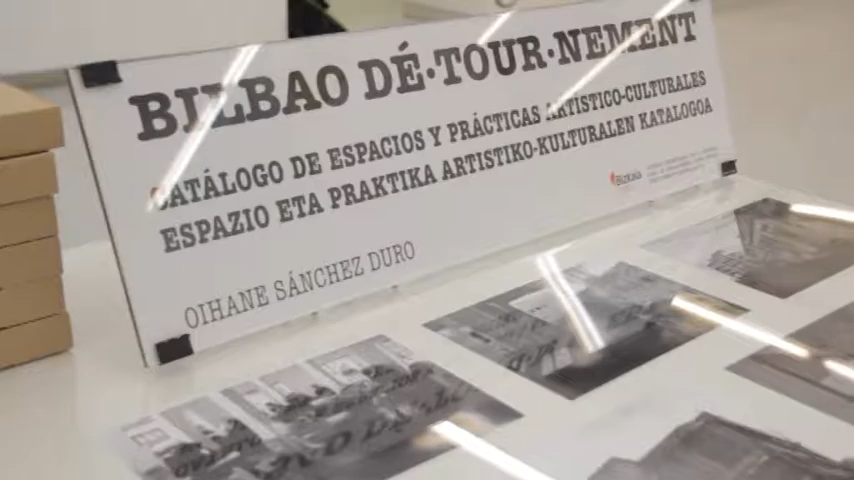 BILBAO DÉ·TOUR·NEMENT
CATÁLOGO DE ESPACIOS Y PRÁCTICAS ARTÍSTICO-CULTURALES
ESPAZIO ETA PRAKTIKA ARTISTIKO-KULTURALEN KATALOGOA
Bizkaia
OIHANE SÁNCHEZ DURO